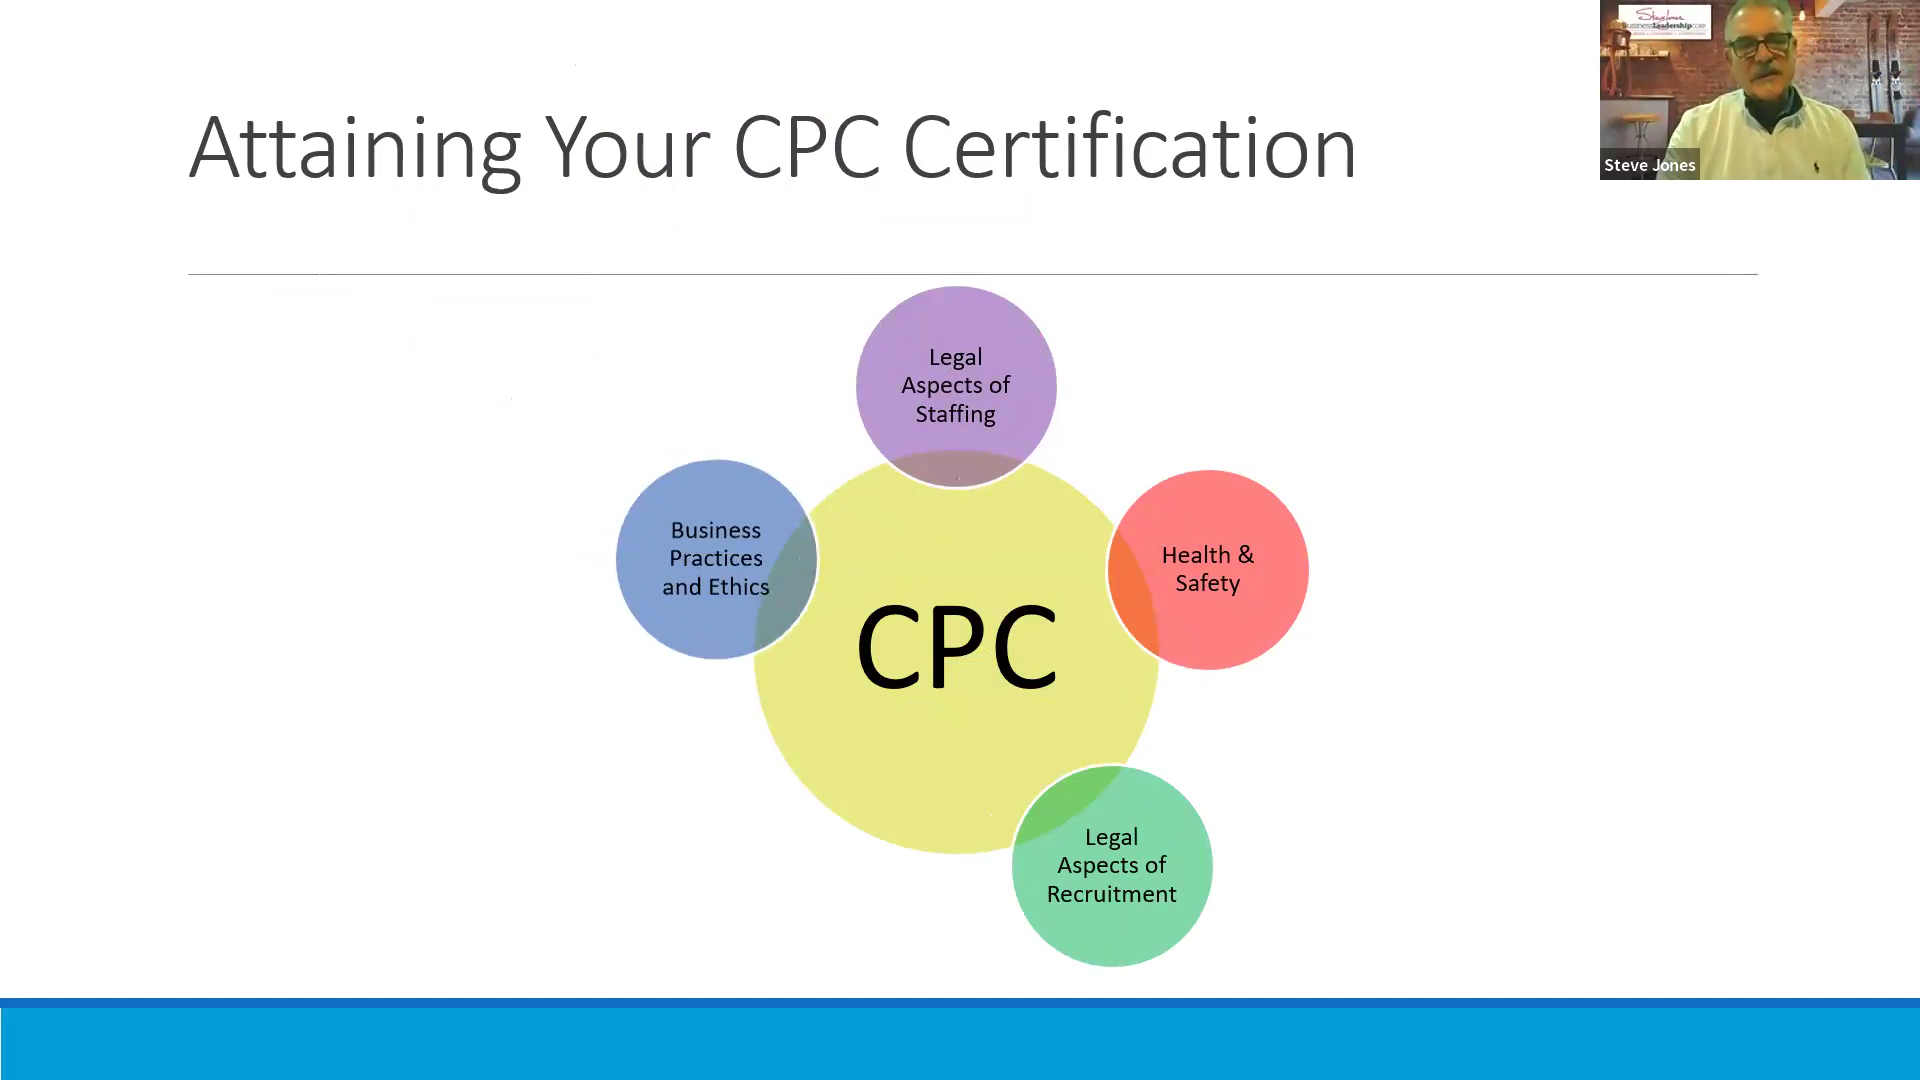 Attaining Your CPC Certification
Steve Jones
Legal
Aspects of
Staffing
Business
Practices
and Ethics
Health &
Safety
CPC
Legal
Aspects of
Recruitment